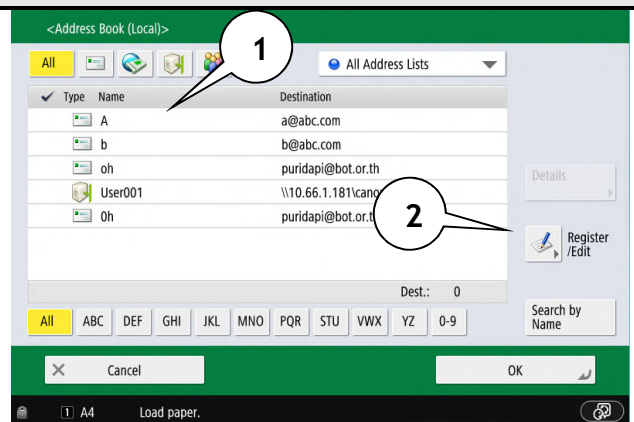 <Address Book (Local)>
1
All
All Address Lists
Type Name Destination
A a@abc.com
b b@abc.com
oh puridapi@bot.or.th
User001 \\10.66.1.181\cano
Oh puridapi@bot.or.t
2
Details
Register
/Edit
Dest.: 0
All ABC DEF GHI JKL MNO PQR STU VWX YZ 0-9
Search by
Name
Cancel OK
1 A4 Load paper.